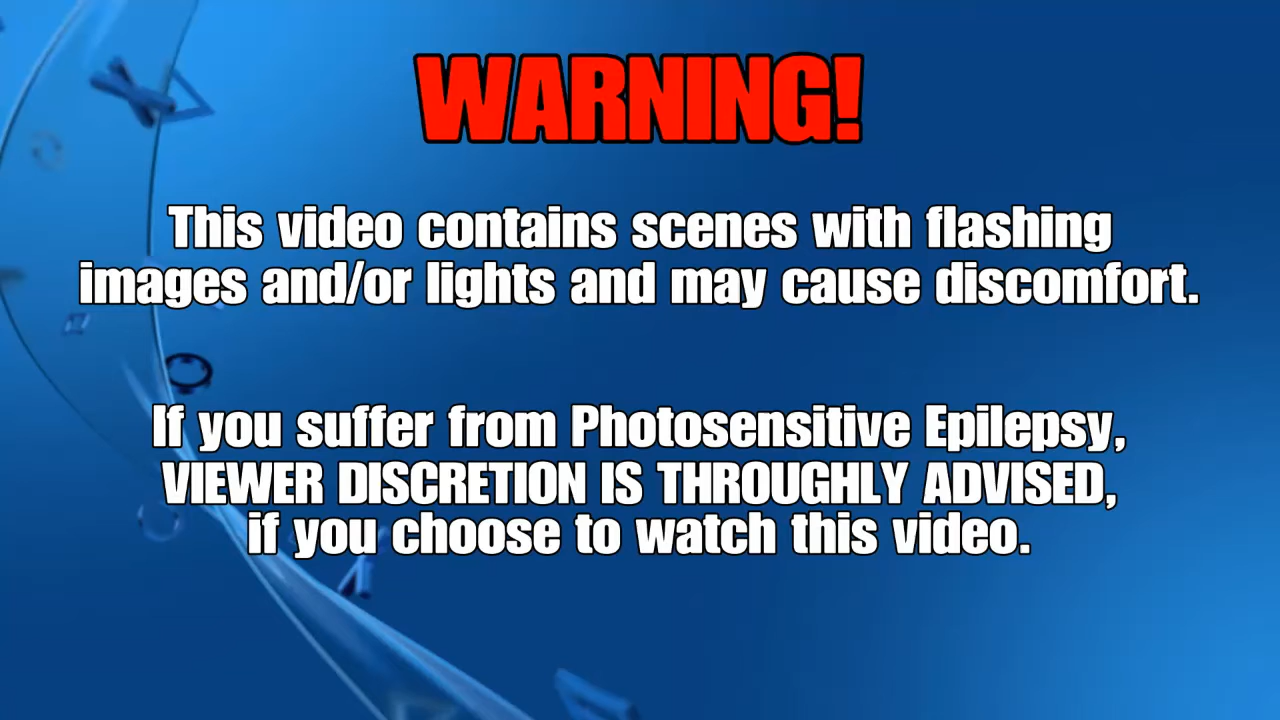 WARNING!
This video contains scenes with flashing
images and/or lights and may cause discomfort.
If you suffer from Photosensitive Epilepsy,
VIEWER DISCRETION IS THROUGHLY ADVISED,
if you choose to watch this video.